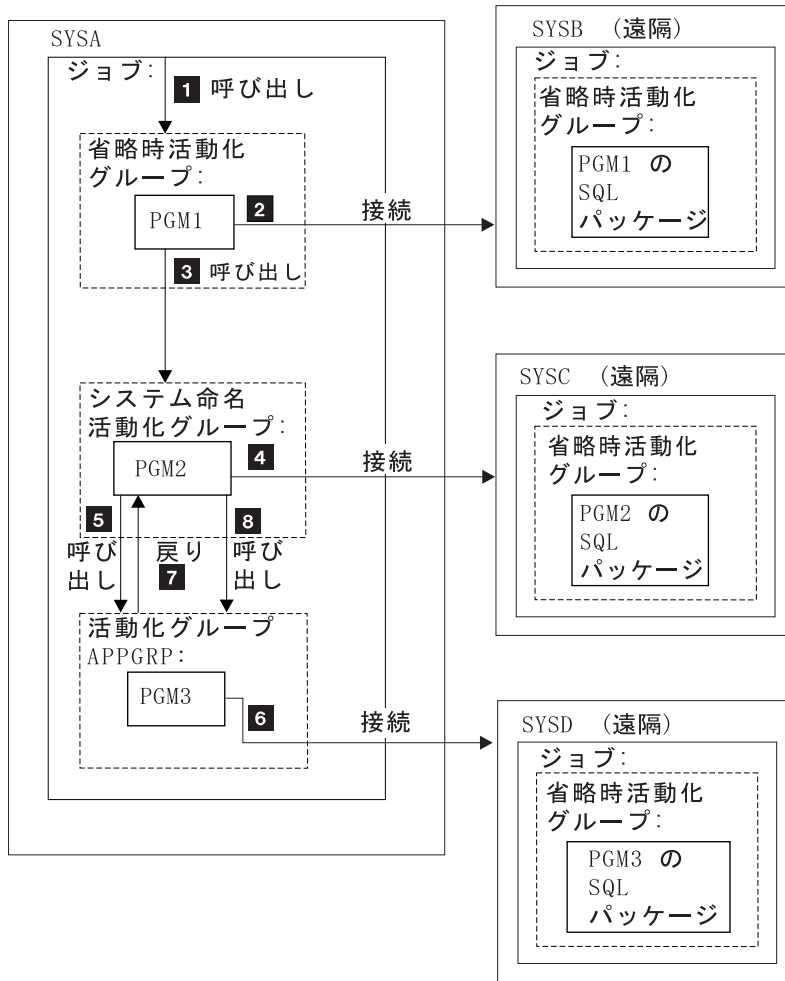 SYSA
ジョブ:
1 呼び出し
省略時活動化
グループ:
PGM1
2
接続
3 呼び出し
システム命名
活動化グループ:
PGM2
4
接続
5
8
呼び
出し
戻り
7
呼び
出し
活動化グループ
APPGRP:
PGM3
6
接続
SYSB (遠隔)
ジョブ:
省略時活動化
グループ:
PGM1 の
SQL
パッケージ
SYSC (遠隔)
ジョブ:
省略時活動化
グループ:
PGM2 の
SQL
パッケージ
SYSD (遠隔)
ジョブ:
省略時活動化
グループ:
PGM3 の
SQL
パッケージ